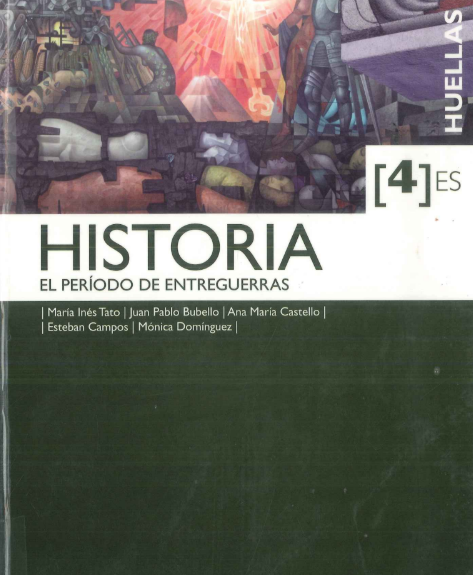 HUELLAS
[4]ES
HISTORIA
EL PERÍODO DE ENTREGUERRAS
| María Inés Tato | Juan Pablo Bubello | Ana María Castello |
| Esteban Campos | Mónica Domínguez |